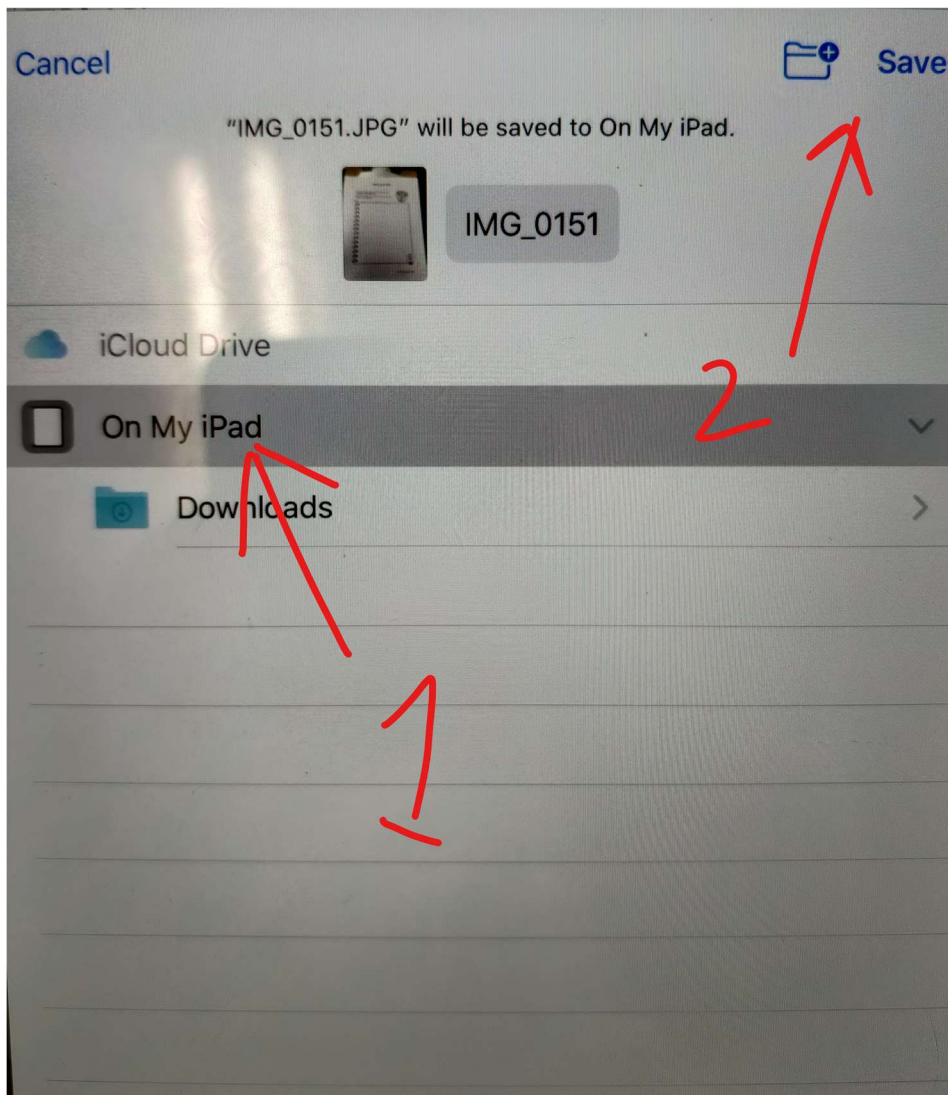 Cancel
Save
"IMG_0151.JPG" will be saved to On My iPad.
IMG_0151
iCloud Drive
On My iPad
2
Downloads
1